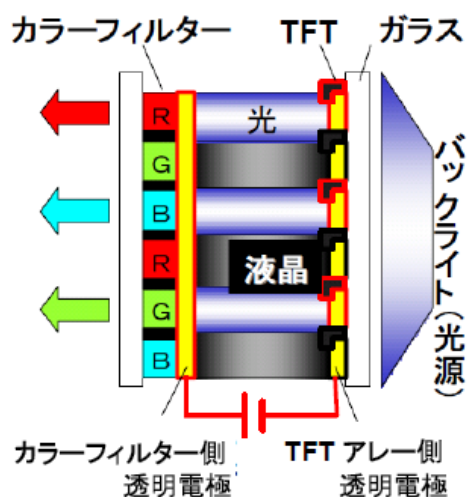 カラーフィルター
TFT
ガラス
R
G
B
R
G
B
光
液晶
バックライト(光源)
カラーフィルター側
透明電極
TFT アレー側
透明電極